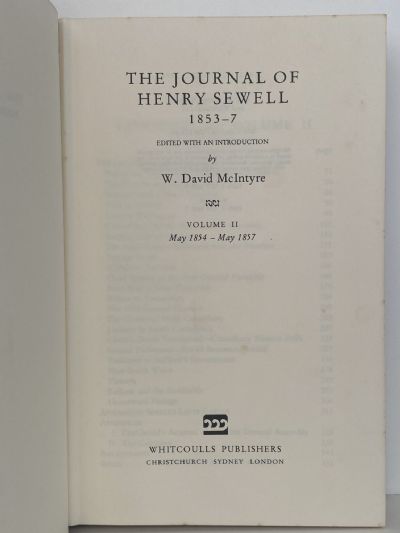 THE JOURNAL OF
HENRY SEWELL
1853–7
EDITED WITH AN INTRODUCTION
by
W. David McIntyre
VOLUME II
May 1854 – May 1857
WHITCOULLS PUBLISHERS
CHRISTCHURCH SYDNEY LONDON